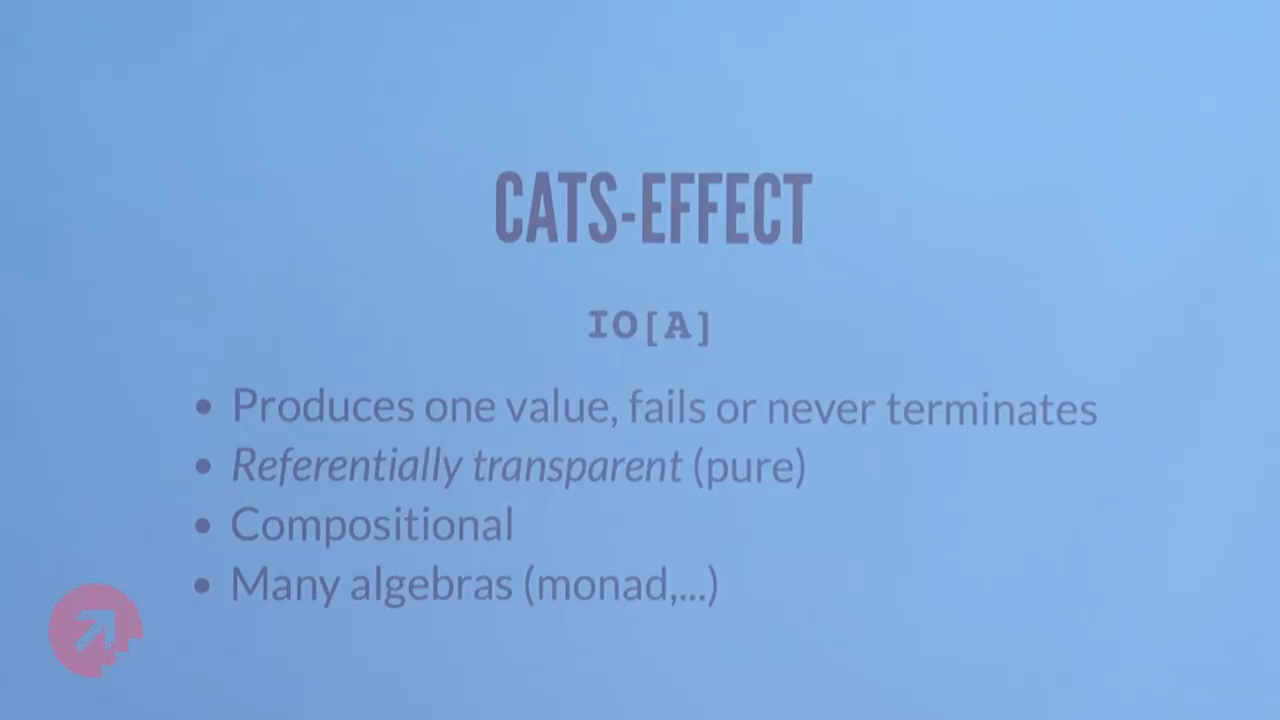 CATS-EFFECT
IO[A]
• Produces one value, fails or never terminates
• Referentially transparent (pure)
• Compositional
• Many algebras (monad,...)